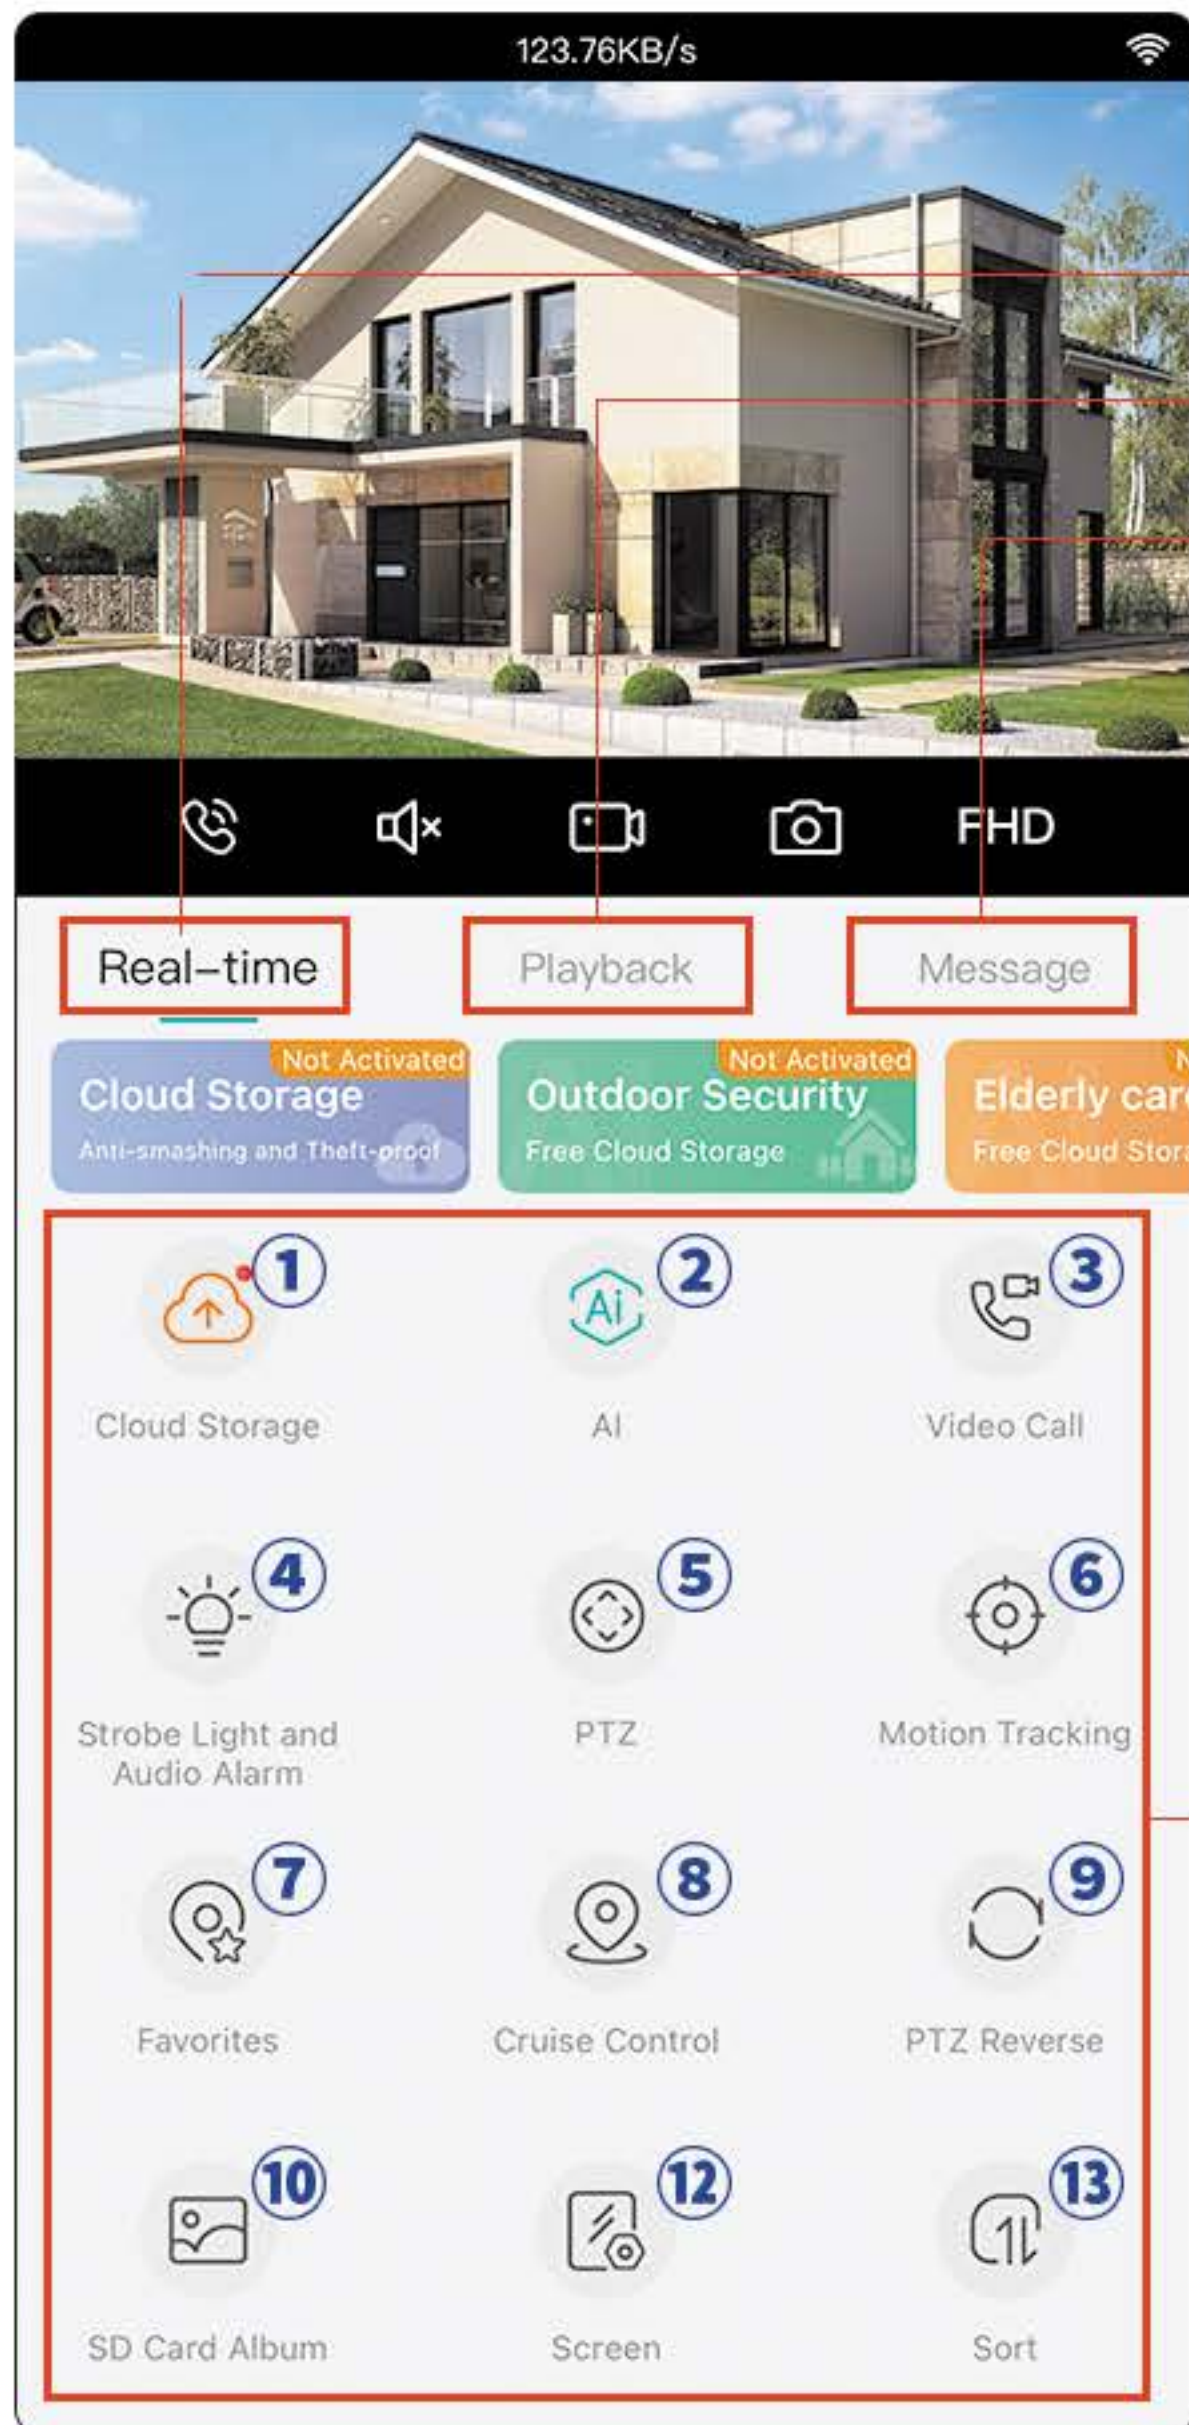 123.76KB/s
FHD
Real-time
Playback
Message
Not Activated
Cloud Storage
Anti-smashing and Theft-proof
Not Activated
Outdoor Security
Free Cloud Storage
N
Elderly care
Free Cloud Stora
1
2
3
Ai
Cloud Storage
AI
Video Call
4
5
6
Strobe Light and
Audio Alarm
PTZ
Motion Tracking
7
8
9
Favorites
Cruise Control
PTZ Reverse
10
12
13
SD Card Album
Screen
Sort